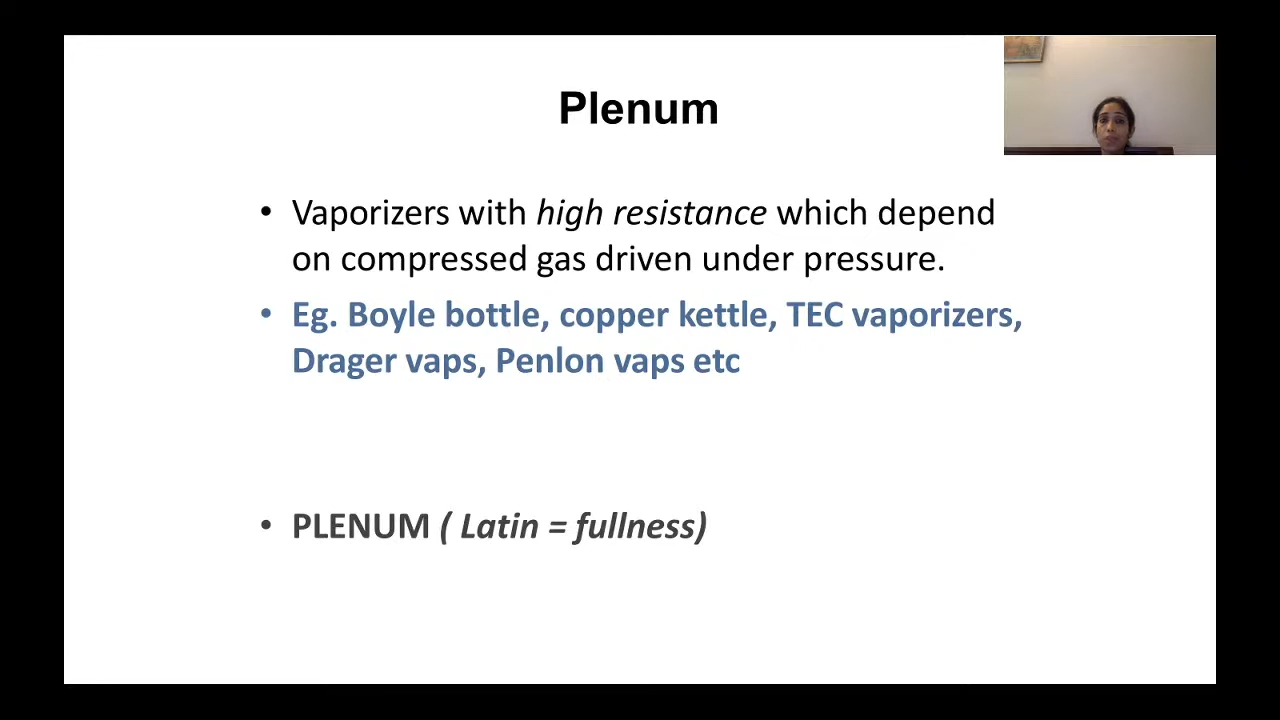 Plenum
• Vaporizers with high resistance which depend
on compressed gas driven under pressure.
• Eg. Boyle bottle, copper kettle, TEC vaporizers,
Drager vaps, Penlon vaps etc
• PLENUM ( Latin = fullness)